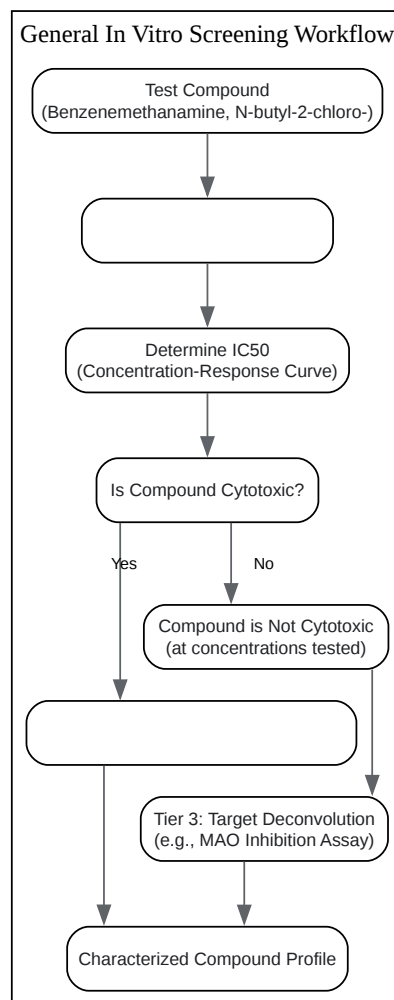 General In Vitro Screening Workflow
Test Compound
(Benzenemethanamine, N-butyl-2-chloro-)
Determine IC50
(Concentration-Response Curve)
Is Compound Cytotoxic?
Yes
No
Compound is Not Cytotoxic
(at concentrations tested)
Tier 3: Target Deconvolution
(e.g., MAO Inhibition Assay)
Characterized Compound Profile